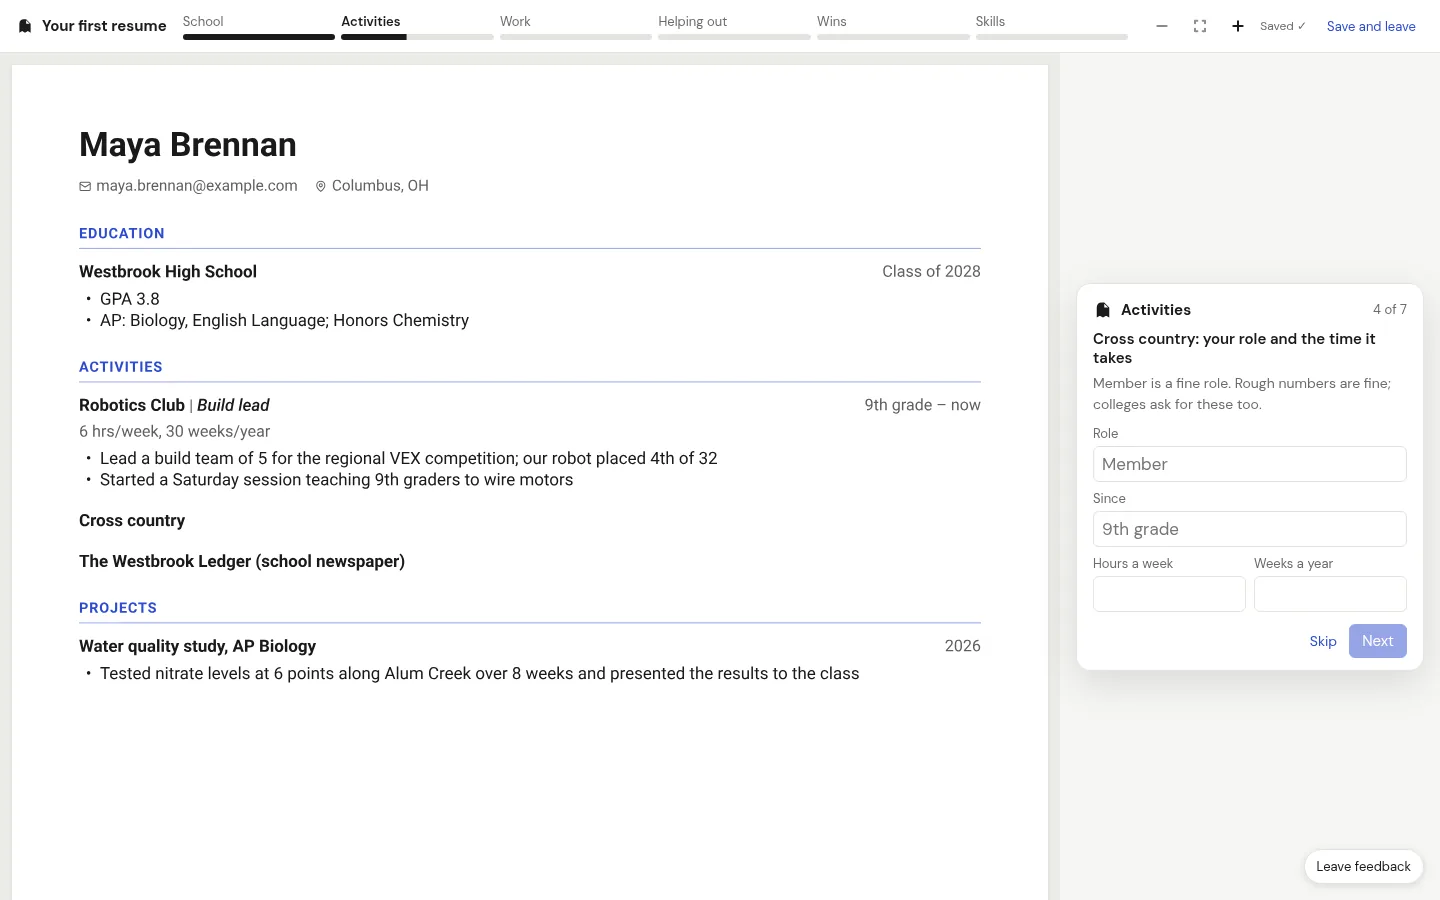 Your first resume
School
Activities
Work
Helping out
Wins
Skills
Saved ✓
Save and leave
Maya Brennan
maya.brennan@example.com Columbus, OH
EDUCATION
Westbrook High School Class of 2028
• GPA 3.8
• AP: Biology, English Language; Honors Chemistry
ACTIVITIES
Robotics Club | Build lead 9th grade – now
6 hrs/week, 30 weeks/year
• Lead a build team of 5 for the regional VEX competition; our robot placed 4th of 32
• Started a Saturday session teaching 9th graders to wire motors
Cross country
The Westbrook Ledger (school newspaper)
PROJECTS
Water quality study, AP Biology 2026
• Tested nitrate levels at 6 points along Alum Creek over 8 weeks and presented the results to the class
Activities 4 of 7
Cross country: your role and the time it
takes
Member is a fine role. Rough numbers are fine;
colleges ask for these too.
Role
Member
Since
9th grade
Hours a week Weeks a year
Skip Next
Leave feedback